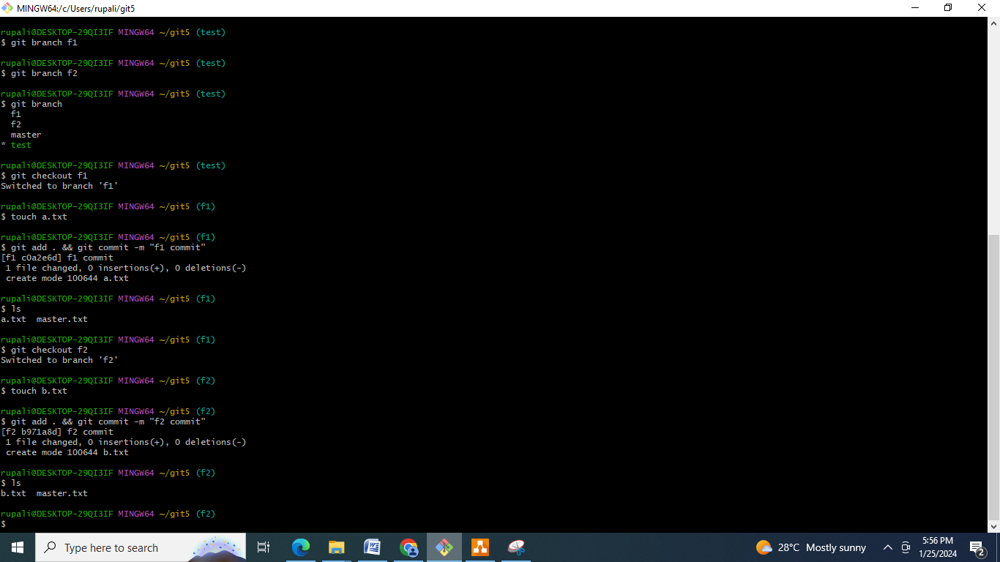 MINGW64:/c/Users/rupali/git5
rupali@DESKTOP-29QI3IF MINGW64 ~/git5 (test)
$ git branch f1
rupali@DESKTOP-29QI3IF MINGW64 ~/git5 (test)
$ git branch f2
rupali@DESKTOP-29QI3IF MINGW64 ~/git5 (test)
$ git branch
  f1
  f2
  master
* test
rupali@DESKTOP-29QI3IF MINGW64 ~/git5 (test)
$ git checkout f1
Switched to branch 'f1'
rupali@DESKTOP-29QI3IF MINGW64 ~/git5 (f1)
$ touch a.txt
rupali@DESKTOP-29QI3IF MINGW64 ~/git5 (f1)
$ git add . && git commit -m "f1 commit"
[f1 c0a2e6d] f1 commit
 1 file changed, 0 insertions(+), 0 deletions(-)
 create mode 100644 a.txt
rupali@DESKTOP-29QI3IF MINGW64 ~/git5 (f1)
$ ls
a.txt  master.txt
rupali@DESKTOP-29QI3IF MINGW64 ~/git5 (f1)
$ git checkout f2
Switched to branch 'f2'
rupali@DESKTOP-29QI3IF MINGW64 ~/git5 (f2)
$ touch b.txt
rupali@DESKTOP-29QI3IF MINGW64 ~/git5 (f2)
$ git add . && git commit -m "f2 commit"
[f2 b971a8d] f2 commit
 1 file changed, 0 insertions(+), 0 deletions(-)
 create mode 100644 b.txt
rupali@DESKTOP-29QI3IF MINGW64 ~/git5 (f2)
$ ls
b.txt  master.txt
rupali@DESKTOP-29QI3IF MINGW64 ~/git5 (f2)
$
Type here to search
28°C Mostly sunny
5:56 PM
1/25/2024
2